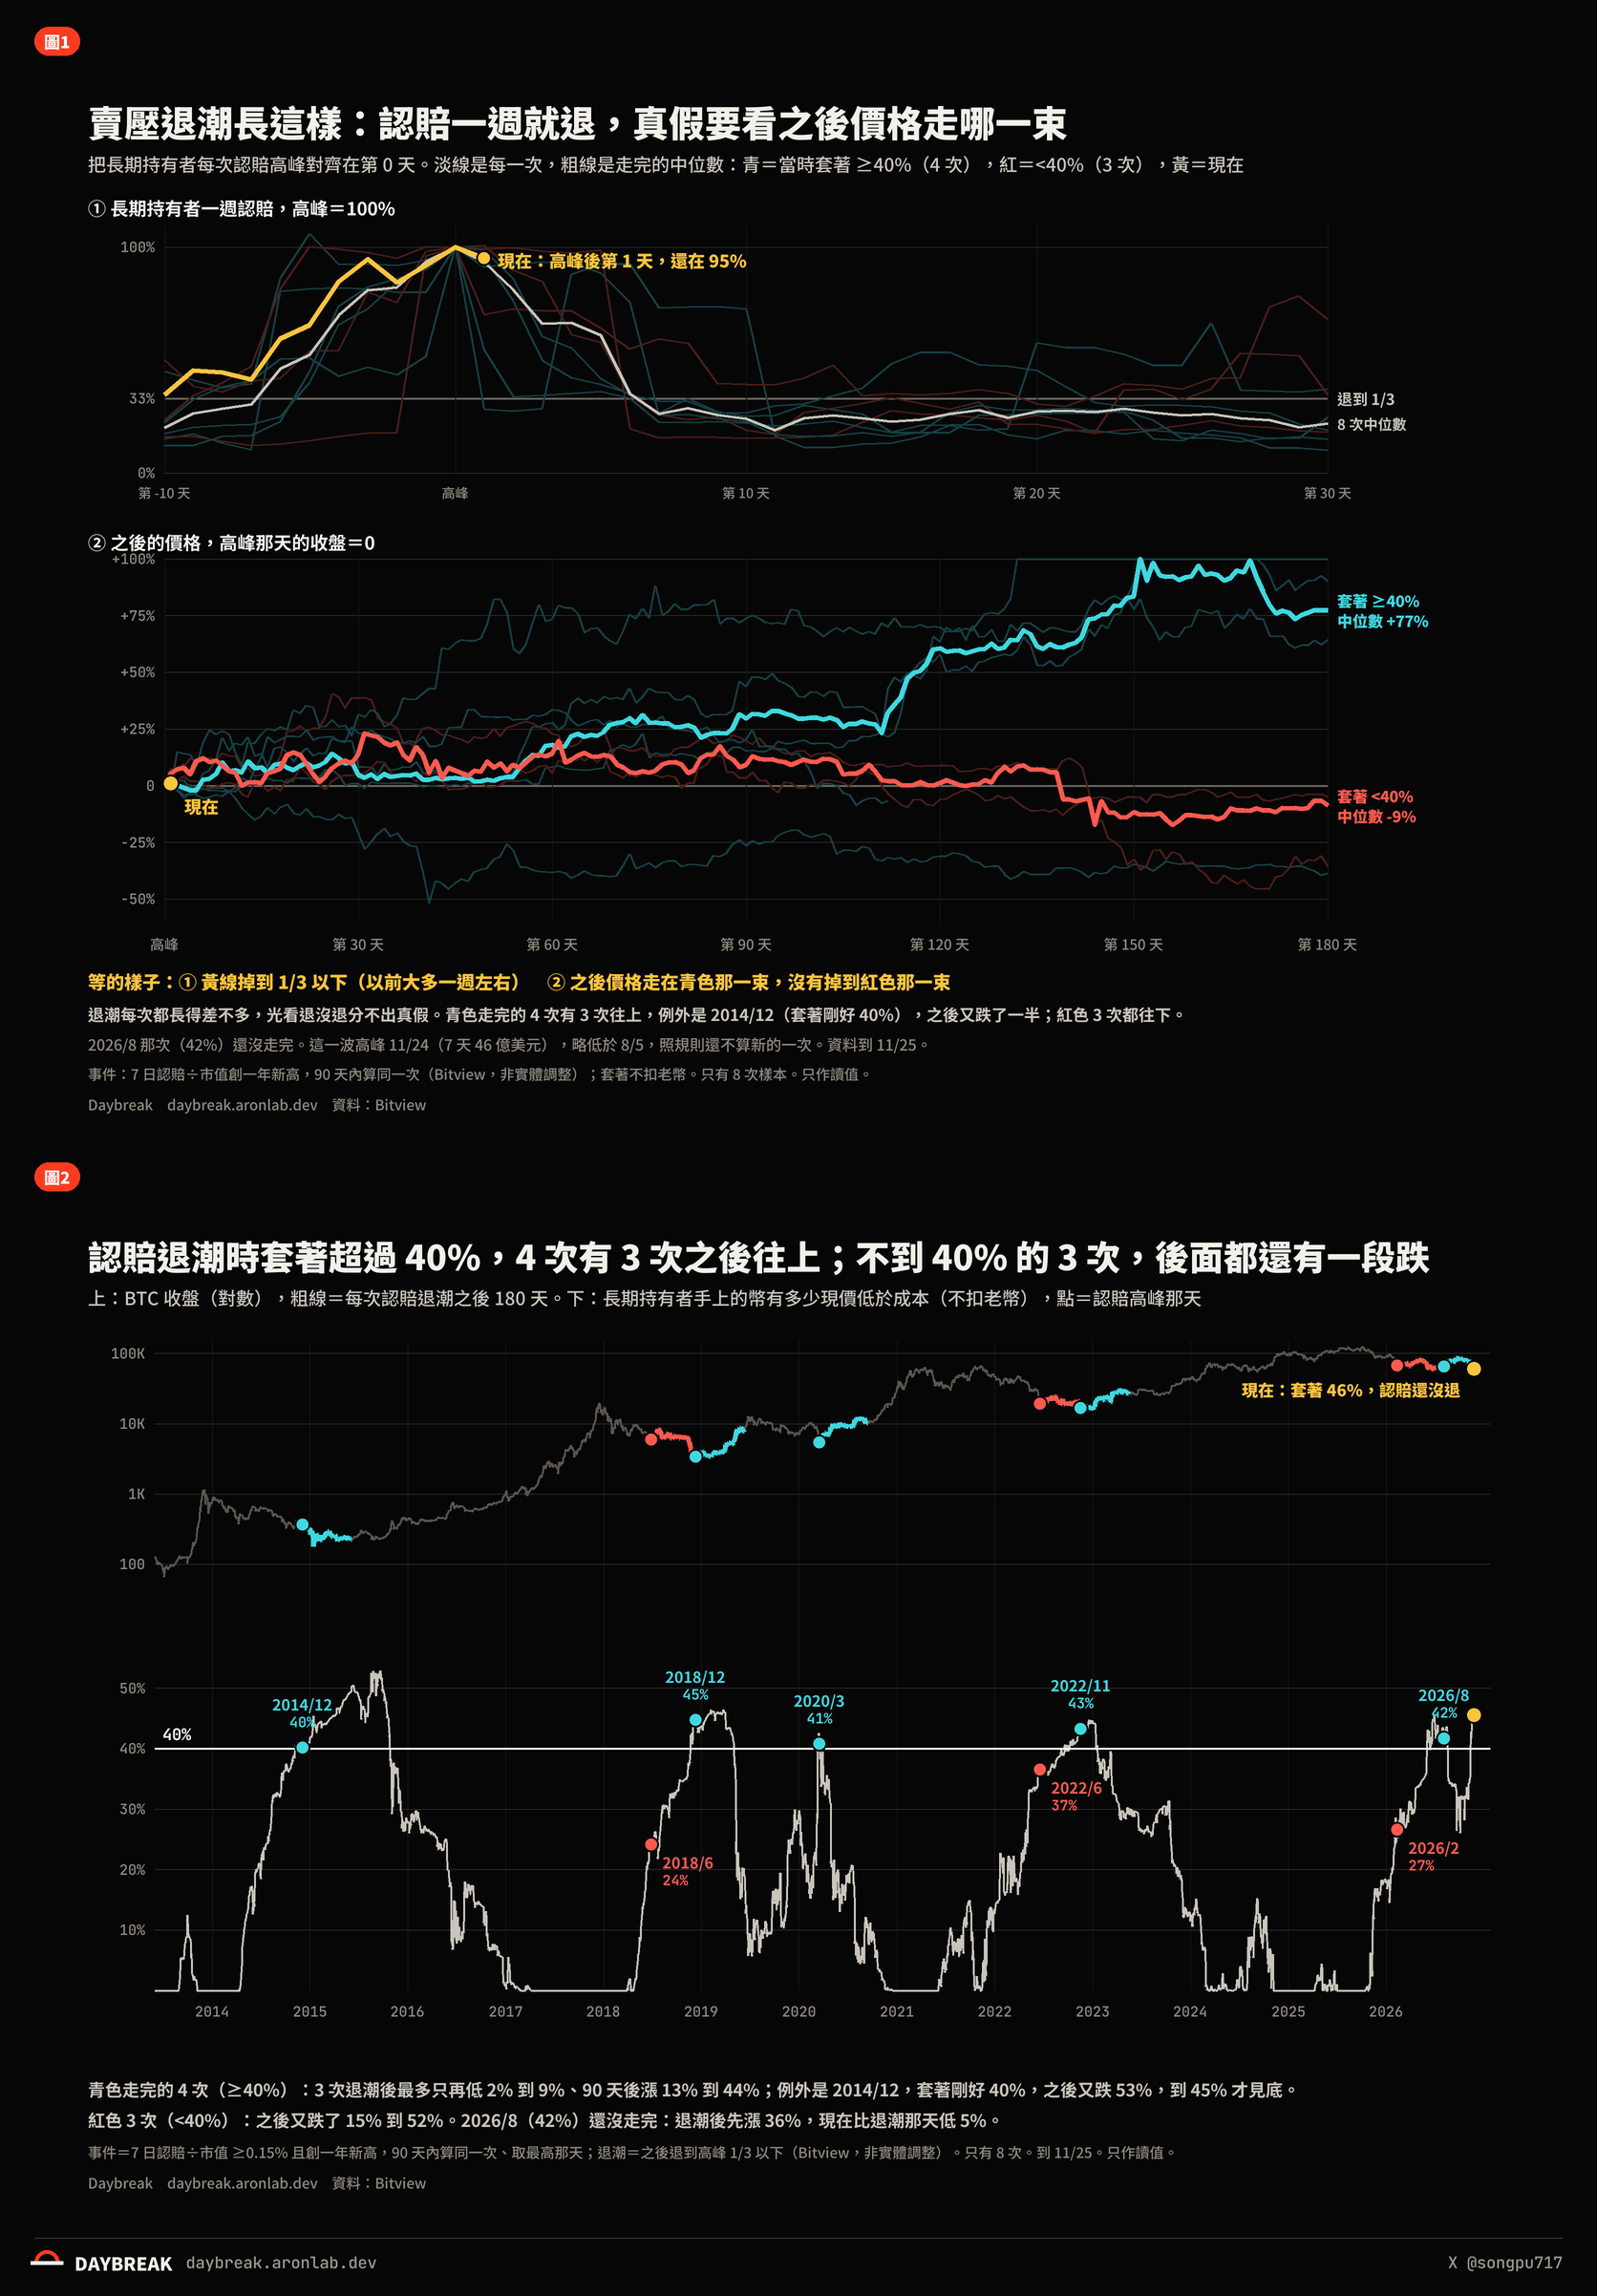 圖1
賣壓退潮長這樣：認賠一週就退，真假要看之後價格走哪一束
把長期持有者每次認賠高峰對齊在第 0 天。淡線是每一次，粗線是走完的中位數：青＝當時套著 ≥40%（4 次），紅＝<40%（3 次），黃＝現在
① 長期持有者一週認賠，高峰＝100%
100%
現在：高峰後第 1 天，還在 95%
33%
退到 1/3
8 次中位數
0%
第 -10 天
高峰
第 10 天
第 20 天
第 30 天
② 之後的價格，高峰那天的收盤＝0
+100%
+75%
套著 ≥40%
中位數 +77%
+50%
+25%
0
現在
套著 <40%
中位數 -9%
-25%
-50%
高峰
第 30 天
第 60 天
第 90 天
第 120 天
第 150 天
第 180 天
等的樣子：① 黃線掉到 1/3 以下（以前大多一週左右） ② 之後價格走在青色那一束，沒有掉到紅色那一束
退潮每次都長得差不多，光看退沒退分不出真假。青色走完的 4 次有 3 次往上，例外是 2014/12（套著剛好 40%），之後又跌了一半；紅色 3 次都往下。
2026/8 那次（42%）還沒走完。這一波高峰 11/24（7 天 46 億美元），略低於 8/5，照規則還不算新的一次。資料到 11/25。
事件：7 日認賠÷市值創一年新高，90 天內算同一次（Bitview，非實體調整）；套著不扣老幣。只有 8 次樣本。只作讀值。
Daybreak daybreak.aronlab.dev 資料：Bitview
圖2
認賠退潮時套著超過 40%，4 次有 3 次之後往上；不到 40% 的 3 次，後面都還有一段跌
上：BTC 收盤（對數），粗線＝每次認賠退潮之後 180 天。下：長期持有者手上的幣有多少現價低於成本（不扣老幣），點＝認賠高峰那天
100K
現在：套著 46%，認賠還沒退
10K
1K
100
50%
2014/12
40%
2018/12
45%
2020/3
41%
2022/11
43%
2026/8
42%
40%
40%
2022/6
37%
30%
2018/6
24%
2026/2
27%
20%
10%
2014
2015
2016
2017
2018
2019
2020
2021
2022
2023
2024
2025
2026
青色走完的 4 次（≥40%）：3 次退潮後最多只再低 2% 到 9%、90 天後漲 13% 到 44%；例外是 2014/12，套著剛好 40%，之後又跌 53%，到 45% 才見底。
紅色 3 次（<40%）：之後又跌了 15% 到 52%。2026/8（42%）還沒走完：退潮後先漲 36%，現在比退潮那天低 5%。
事件＝7 日認賠÷市值 ≥0.15% 且創一年新高，90 天內算同一次、取最高那天；退潮＝之後退到高峰 1/3 以下（Bitview，非實體調整）。只有 8 次。到 11/25。只作讀值。
Daybreak daybreak.aronlab.dev 資料：Bitview
DAYBREAK daybreak.aronlab.dev
X @songpu717